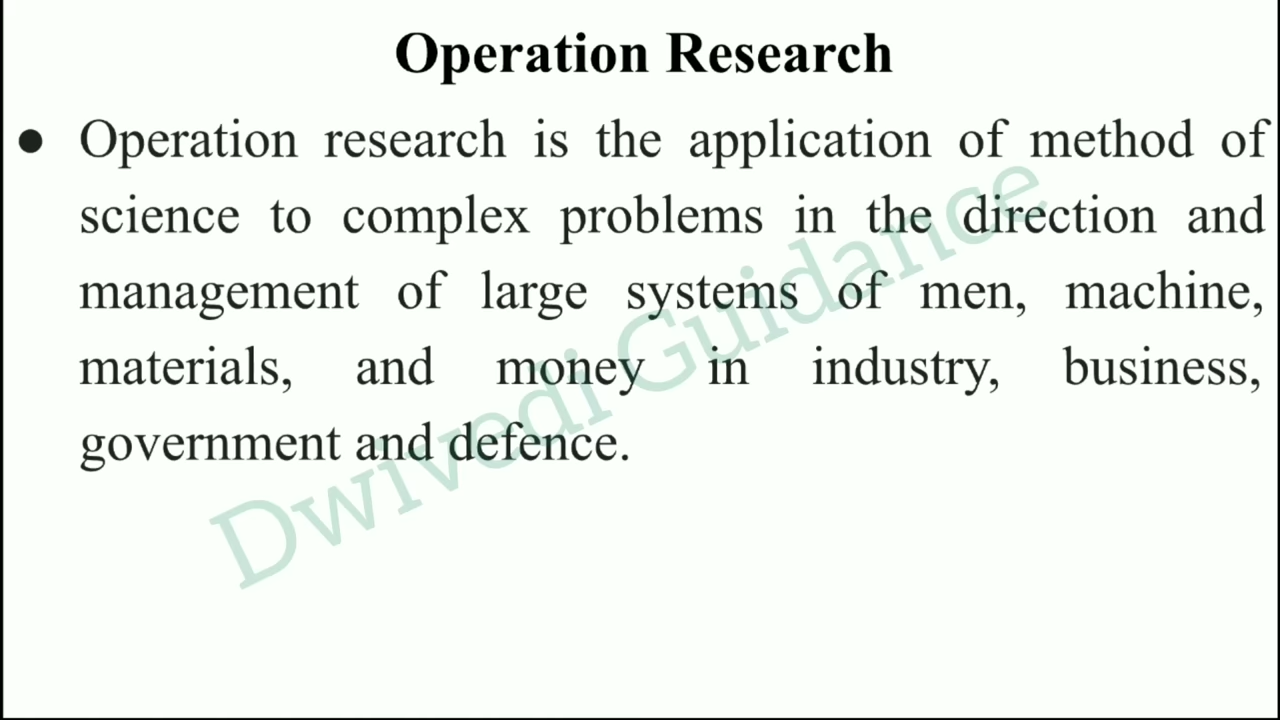 Operation Research
● Operation research is the application of method of
science to complex problems in the direction and
management of large systems of men, machine,
materials, and money in industry, business,
government and defence.
Dwivedi Guidance